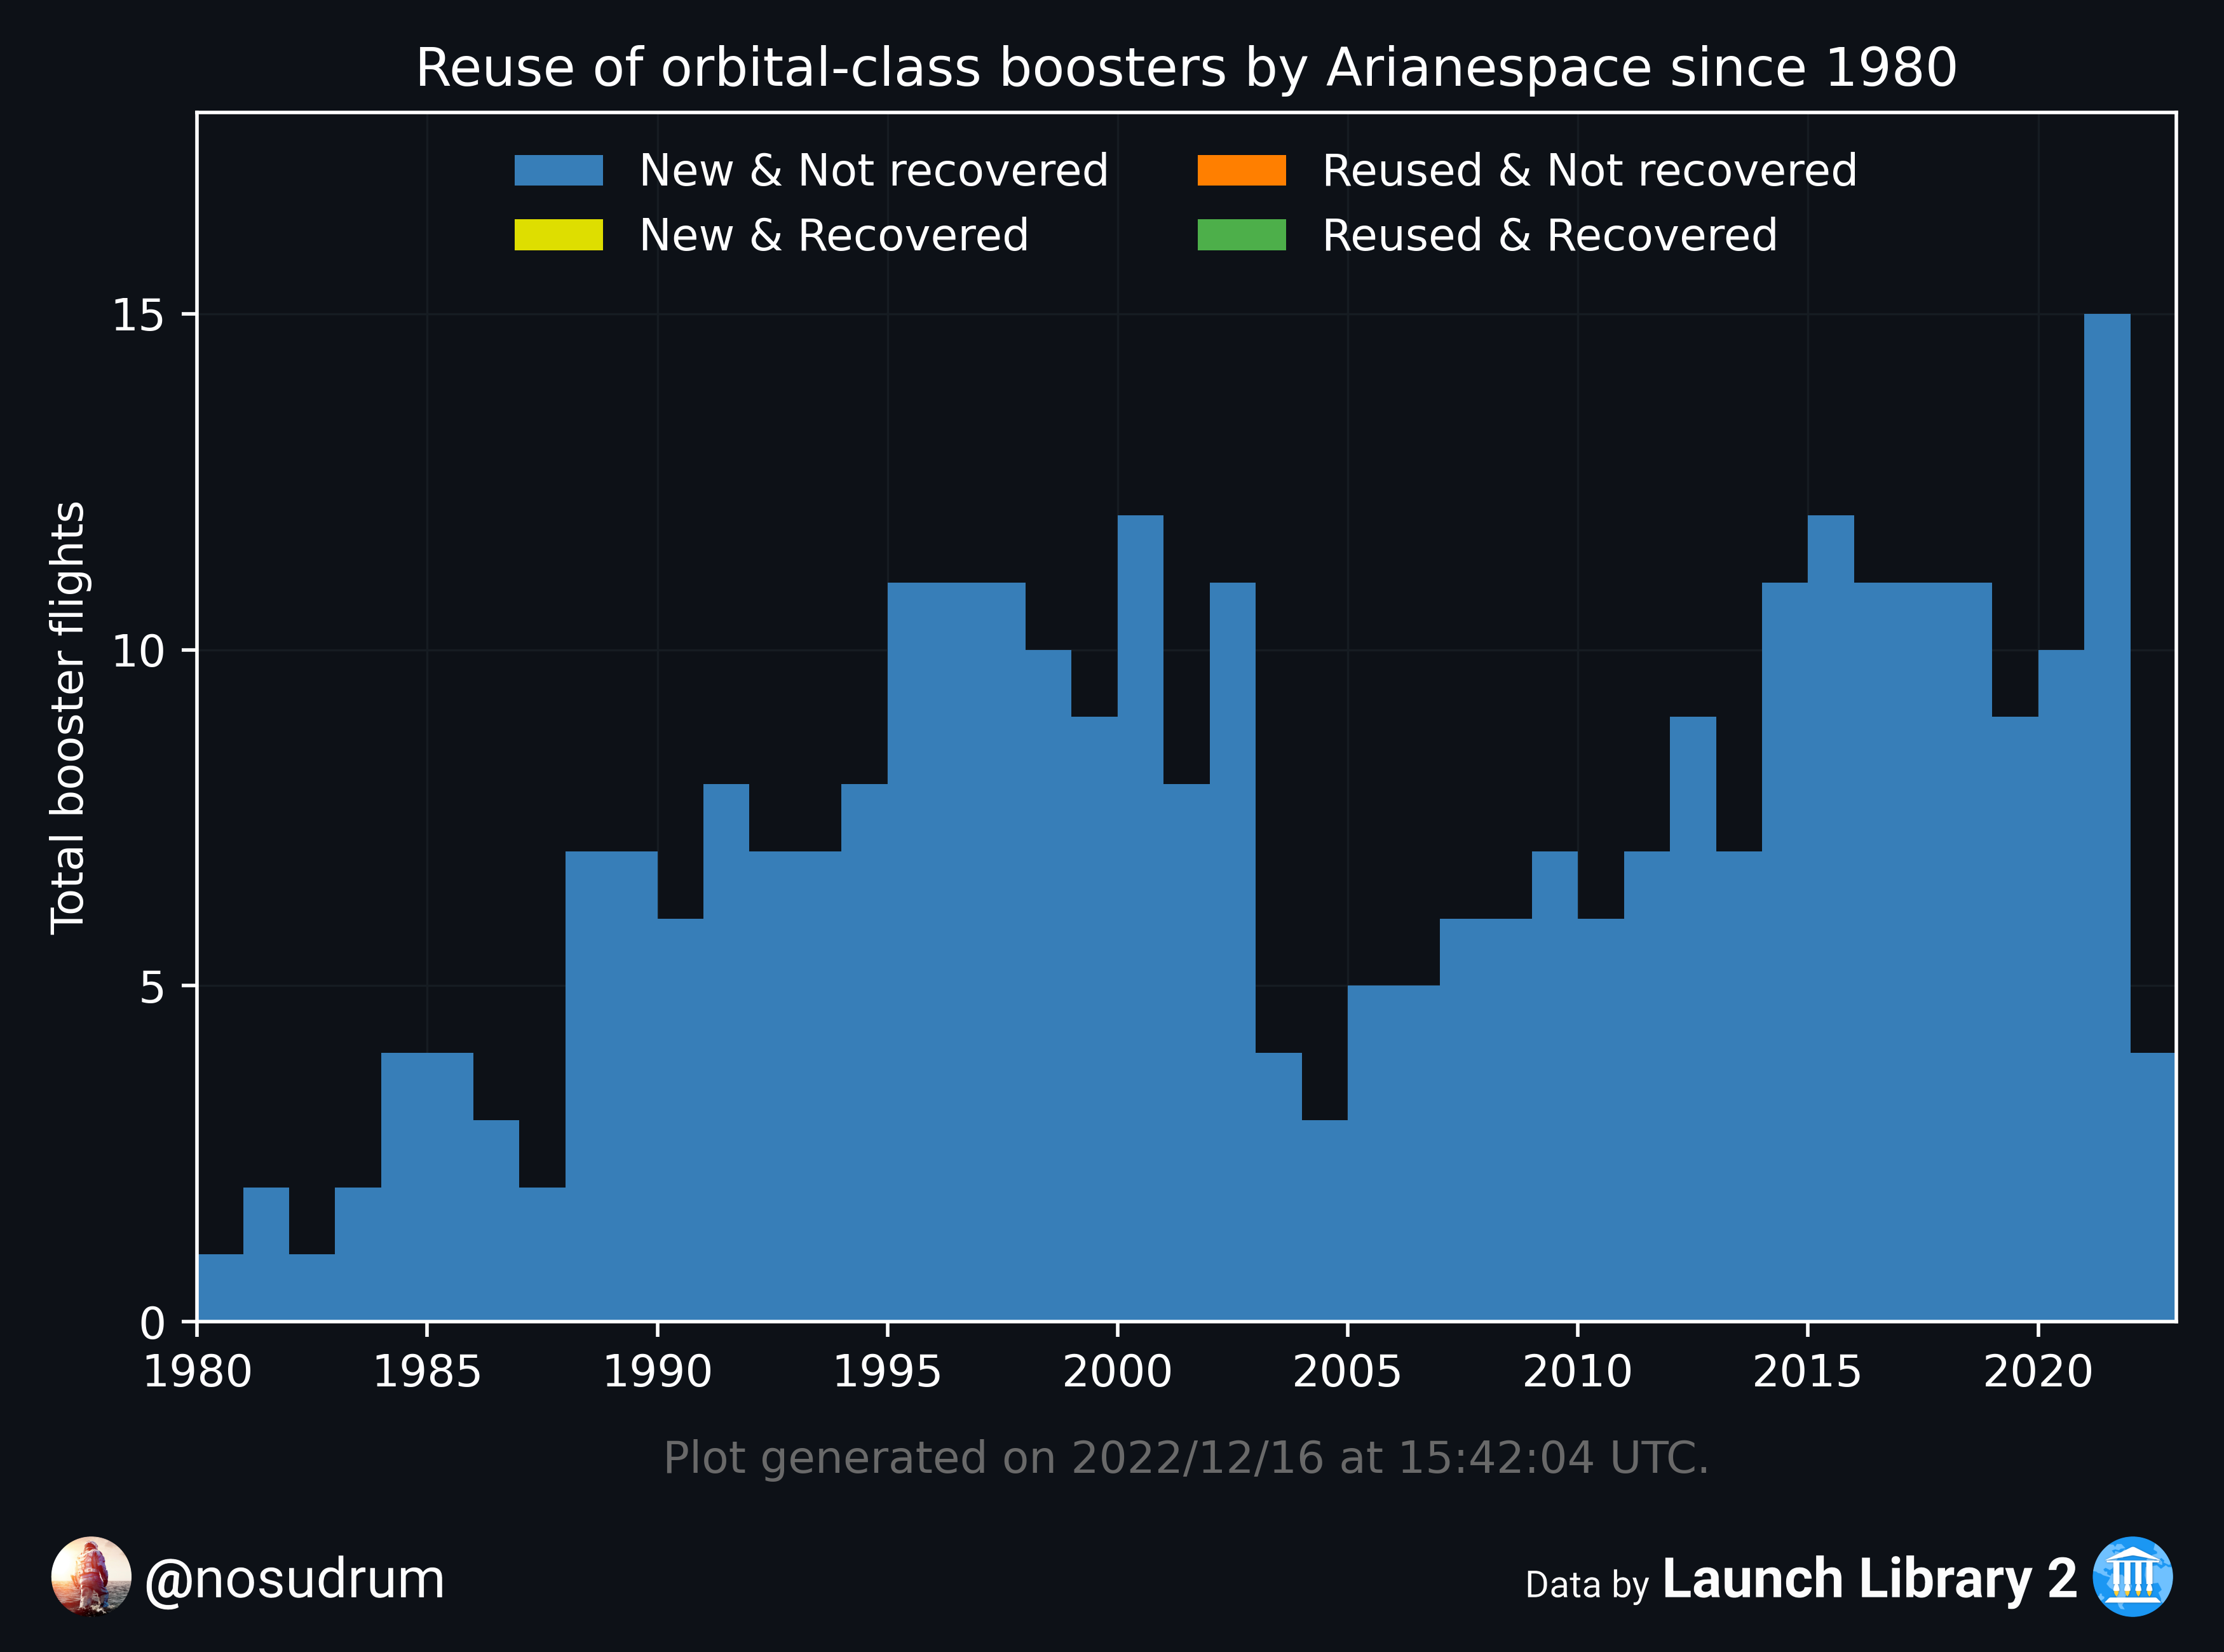 Reuse of orbital-class boosters by Arianespace since 1980
New & Not recovered
New & Recovered
Reused & Not recovered
Reused & Recovered
Total booster flights
15
10
5
0
1980 1985 1990 1995 2000 2005 2010 2015 2020
Plot generated on 2022/12/16 at 15:42:04 UTC.
@nosudrum
Data by Launch Library 2